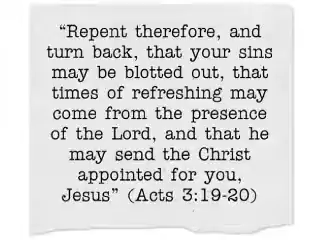 “Repent therefore, and
turn back, that your sins
may be blotted out, that
times of refreshing may
come from the presence
of the Lord, and that he
may send the Christ
appointed for you,
Jesus” (Acts 3:19-20)